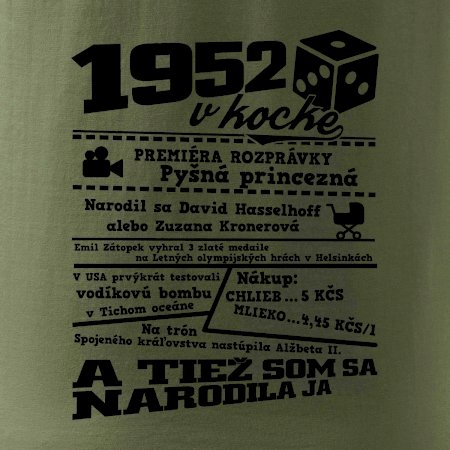 1952
v kocke
PREMIÉRA ROZPRÁVKY
Pyšná princezná
Narodil sa David Hasselhoff
alebo Zuzana Kronerová
Emil Zátopek vyhral 3 zlaté medaile
na Letných olympijských hrách v Helsinkách
V USA prvýkrát testovali
vodíkovú bombu
v Tichom oceáne
Nákup:
CHLIEB ... 5 KČS
MLIEKO...4,45 KČS/l
Na trón
Spojeného kráľovstva nastúpila Alžbeta II.
A TIEŽ SOM SA
NARODILA JA